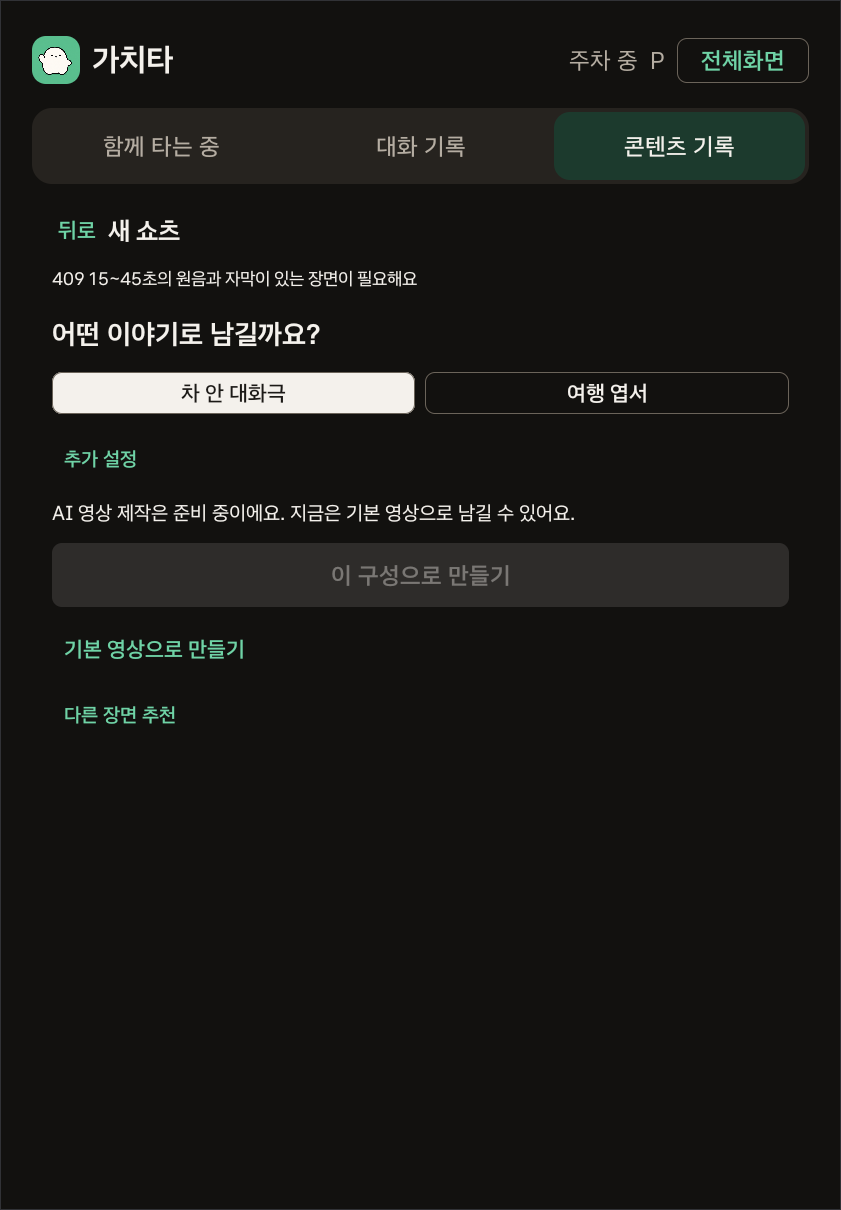 가치타
주차 중 P 전체화면
함께 타는 중 대화 기록 콘텐츠 기록
뒤로 새 쇼츠
409 15~45초의 원음과 자막이 있는 장면이 필요해요
어떤 이야기로 남길까요?
차 안 대화극 여행 엽서
추가 설정
AI 영상 제작은 준비 중이에요. 지금은 기본 영상으로 남길 수 있어요.
이 구성으로 만들기
기본 영상으로 만들기
다른 장면 추천